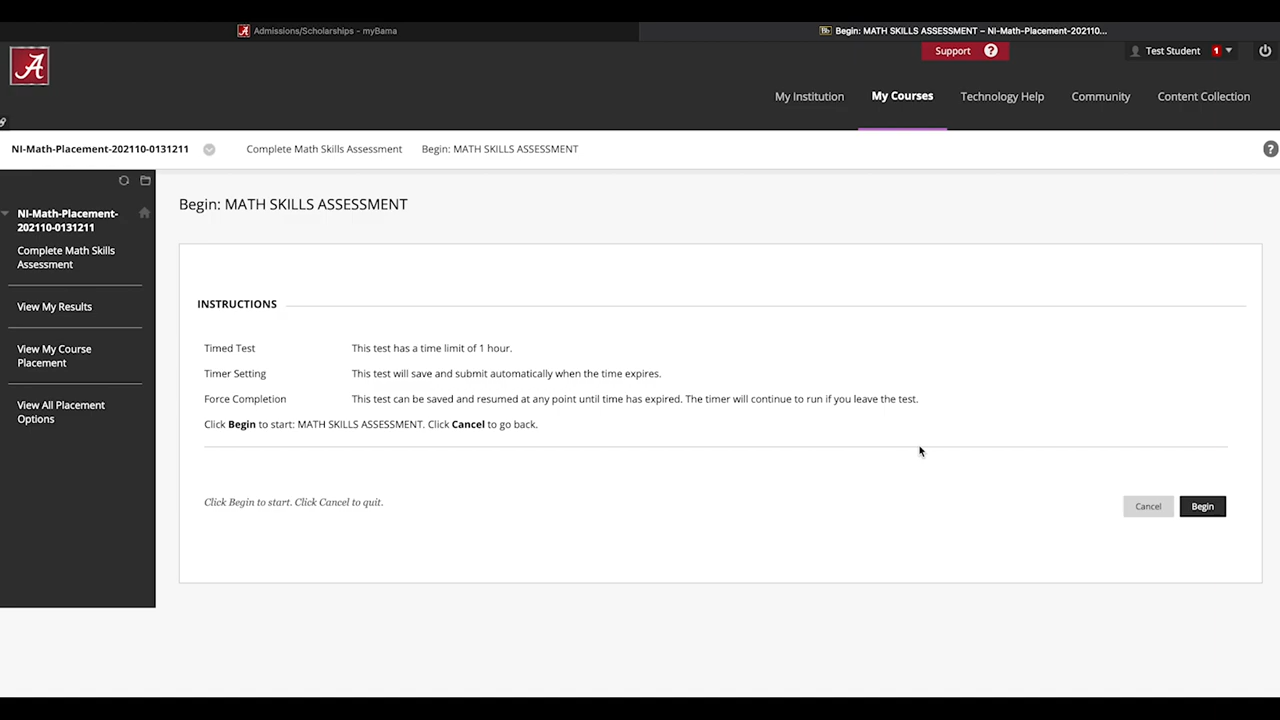 Admissions/Scholarships - myBama
Begin: MATH SKILLS ASSESSMENT – NI-Math-Placement-202110...
Support ?
Test Student 1
A
My Institution
My Courses
Technology Help
Community
Content Collection
NI-Math-Placement-202110-0131211
Complete Math Skills Assessment
Begin: MATH SKILLS ASSESSMENT
?
NI-Math-Placement-
202110-0131211
Complete Math Skills
Assessment
View My Results
View My Course
Placement
View All Placement
Options
Begin: MATH SKILLS ASSESSMENT
INSTRUCTIONS
Timed Test This test has a time limit of 1 hour.
Timer Setting This test will save and submit automatically when the time expires.
Force Completion This test can be saved and resumed at any point until time has expired. The timer will continue to run if you leave the test.
Click Begin to start: MATH SKILLS ASSESSMENT. Click Cancel to go back.
Click Begin to start. Click Cancel to quit.
Cancel
Begin